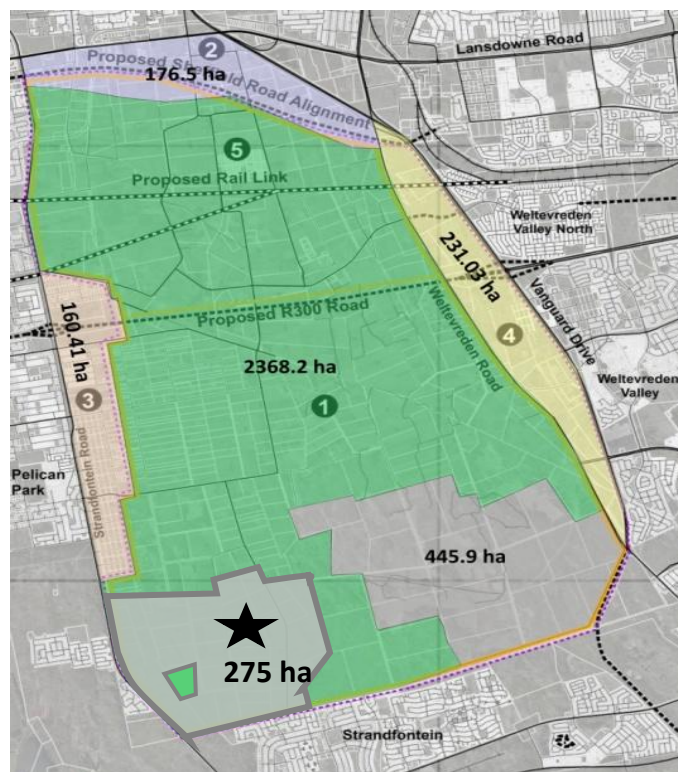 Lansdowne Road
2
Proposed Sheffield Road Alignment
176.5 ha
5
Proposed Rail Link
Weltevreden
Valley North
231.03 ha
Vanguard Drive
160.41 ha
Proposed R300 Road
Weltevreden Road
4
2368.2 ha
Weltevreden
Valley
3
1
Strandfontein Road
Pelican
Park
445.9 ha
275 ha
Strandfontein